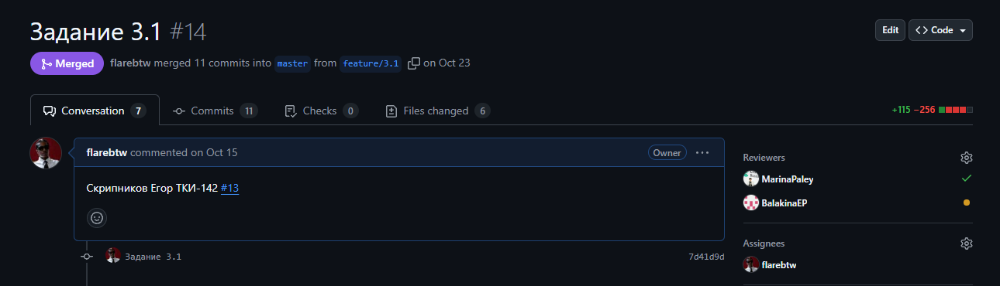 Задание 3.1 #14
Edit
Code
Merged
flarebtw merged 11 commits into master from feature/3.1 on Oct 23
Conversation 7
Commits 11
Checks 0
Files changed 6
+115 −256
flarebtw commented on Oct 15
Owner
Скрипников Егор ТКИ-142 #13
Задание 3.1
7d41d9d
Reviewers
MarinaPaley
BalakinaEP
Assignees
flarebtw